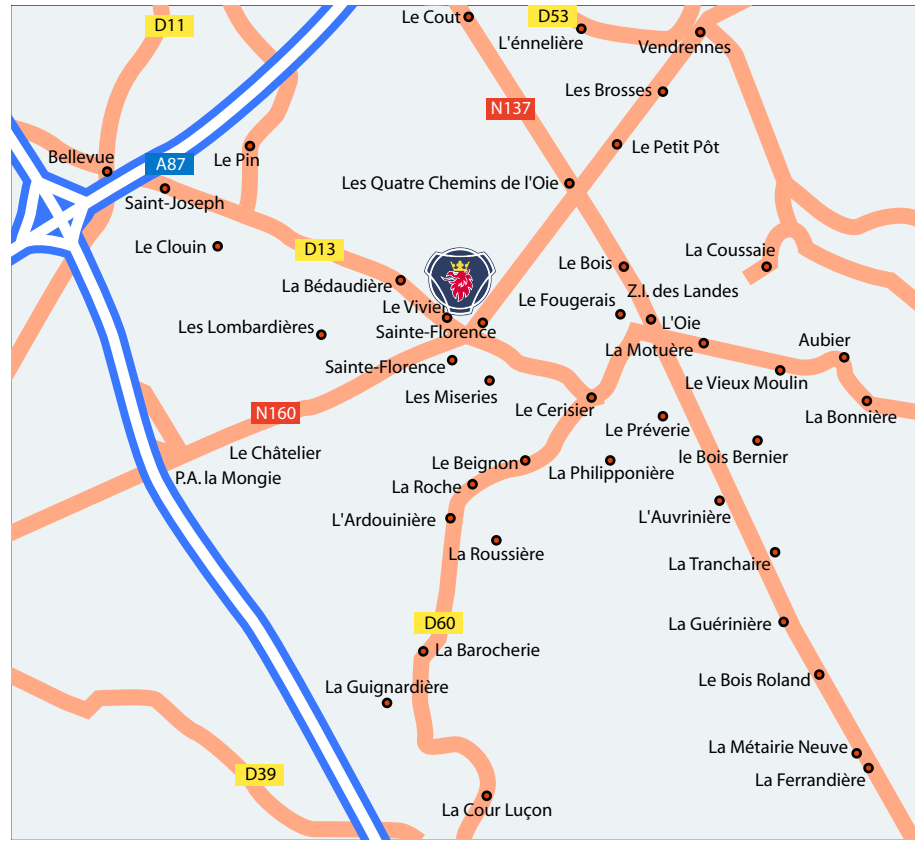 Le Cout
D53
D11
L'énnelière
Vendrennes
Les Brosses
N137
Le Petit Pôt
Bellevue
A87
Le Pin
Les Quatre Chemins de l'Oie
Saint-Joseph
Le Clouin
D13
La Coussaie
Le Bois
La Bédaudière
Z.I. des Landes
Le Fougerais
Le Vivier
L'Oie
Les Lombardières
Sainte-Florence
La Motuère
Aubier
Sainte-Florence
Le Vieux Moulin
Les Miseries
Le Cerisier
N160
La Bonnière
Le Préverie
Le Châtelier
le Bois Bernier
Le Beignon
La Philipponière
P.A. la Mongie
La Roche
L'Ardouinière
L'Auvrinière
La Roussière
La Tranchaire
D60
La Guérinière
La Barocherie
Le Bois Roland
La Guignardière
La Métairie Neuve
D39
La Ferrandière
La Cour Luçon